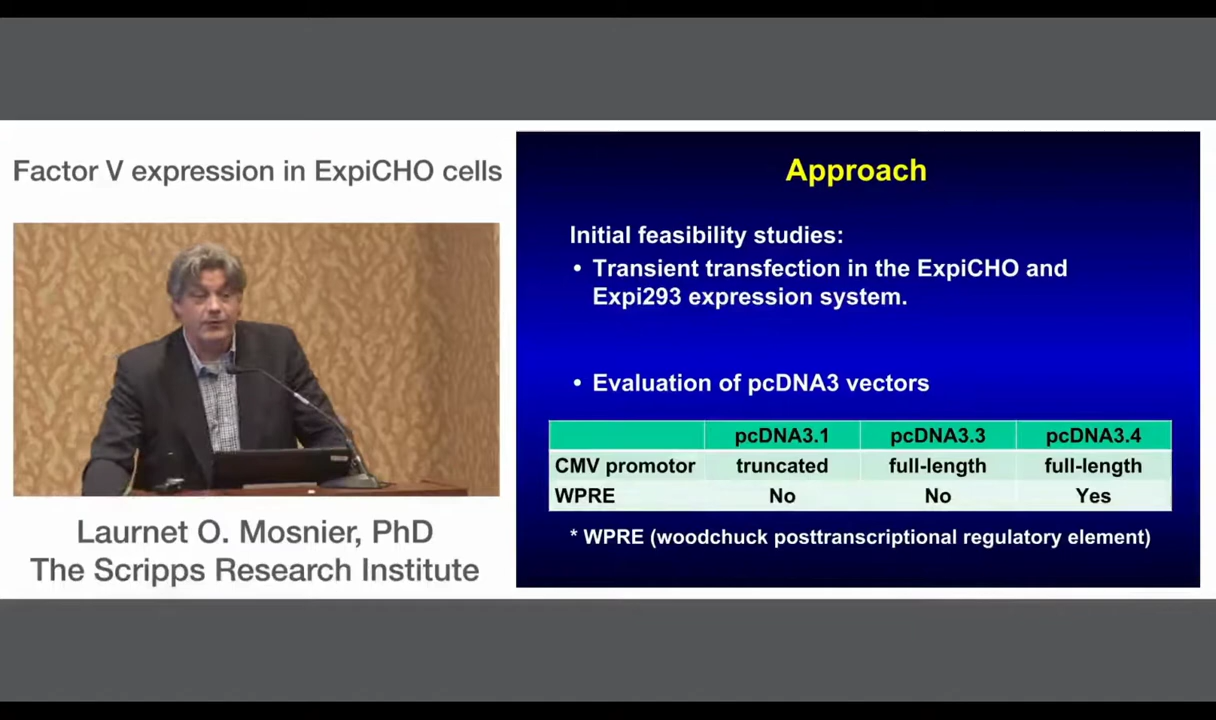 Factor V expression in ExpiCHO cells
Laurnet O. Mosnier, PhD
The Scripps Research Institute
Approach
Initial feasibility studies:
• Transient transfection in the ExpiCHO and
Expi293 expression system.
• Evaluation of pcDNA3 vectors
pcDNA3.1 pcDNA3.3 pcDNA3.4
CMV promotor truncated full-length full-length
WPRE No No Yes
* WPRE (woodchuck posttranscriptional regulatory element)